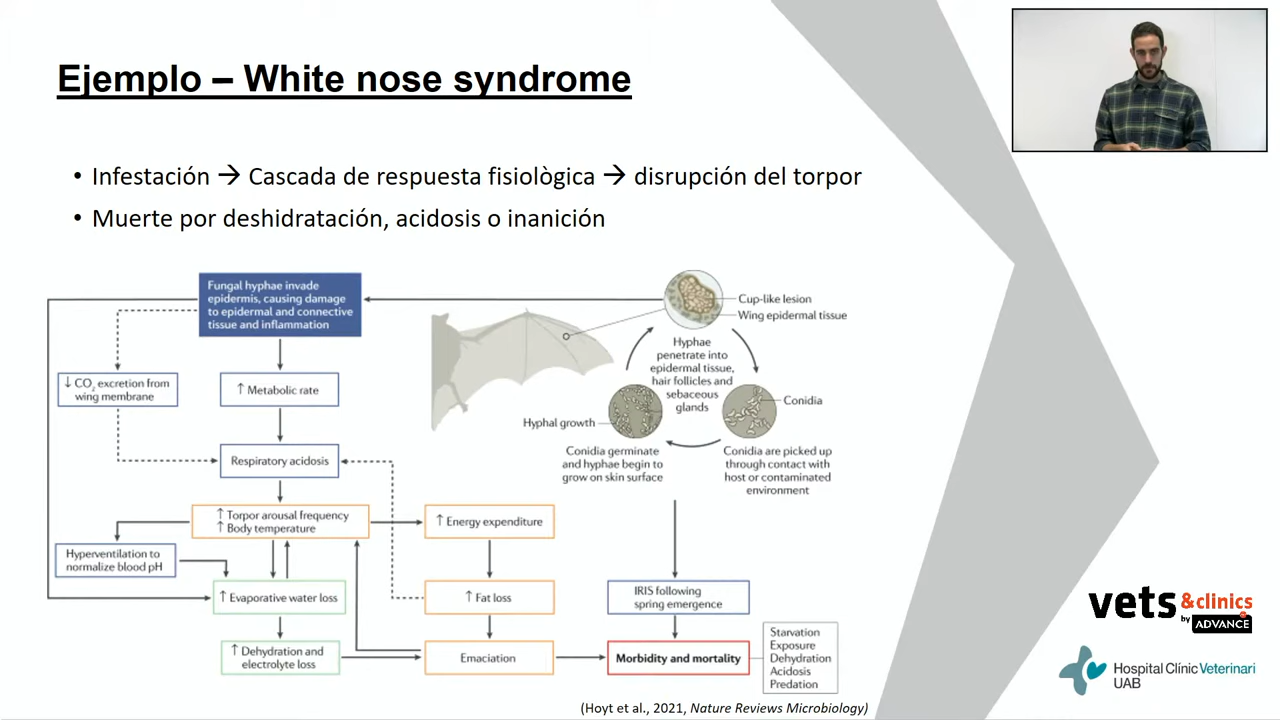 Ejemplo – White nose syndrome
• Infestación → Cascada de respuesta fisiològica → disrupción del torpor
• Muerte por deshidratación, acidosis o inanición
Fungal hyphae invade
epidermis, causing damage
to epidermal and connective
tissue and inflammation
↓ CO2 excretion from
wing membrane
↑ Metabolic rate
Respiratory acidosis
↑ Torpor arousal frequency
↑ Body temperature
Hyperventilation to
normalize blood pH
↑ Evaporative water loss
↑ Dehydration and
electrolyte loss
↑ Energy expenditure
↑ Fat loss
Emaciation
Cup-like lesion
Wing epidermal tissue
Hyphae
penetrate into
epidermal tissue,
hair follicles and
sebaceous
glands
Hyphal growth
Conidia
Conidia germinate
and hyphae begin to
grow on skin surface
Conidia are picked up
through contact with
host or contaminated
environment
IRIS following
spring emergence
Morbidity and mortality
Starvation
Exposure
Dehydration
Acidosis
Predation
(Hoyt et al., 2021, Nature Reviews Microbiology)
vets &clinics
by ADVANCE
Hospital Clínic Veterinari
UAB